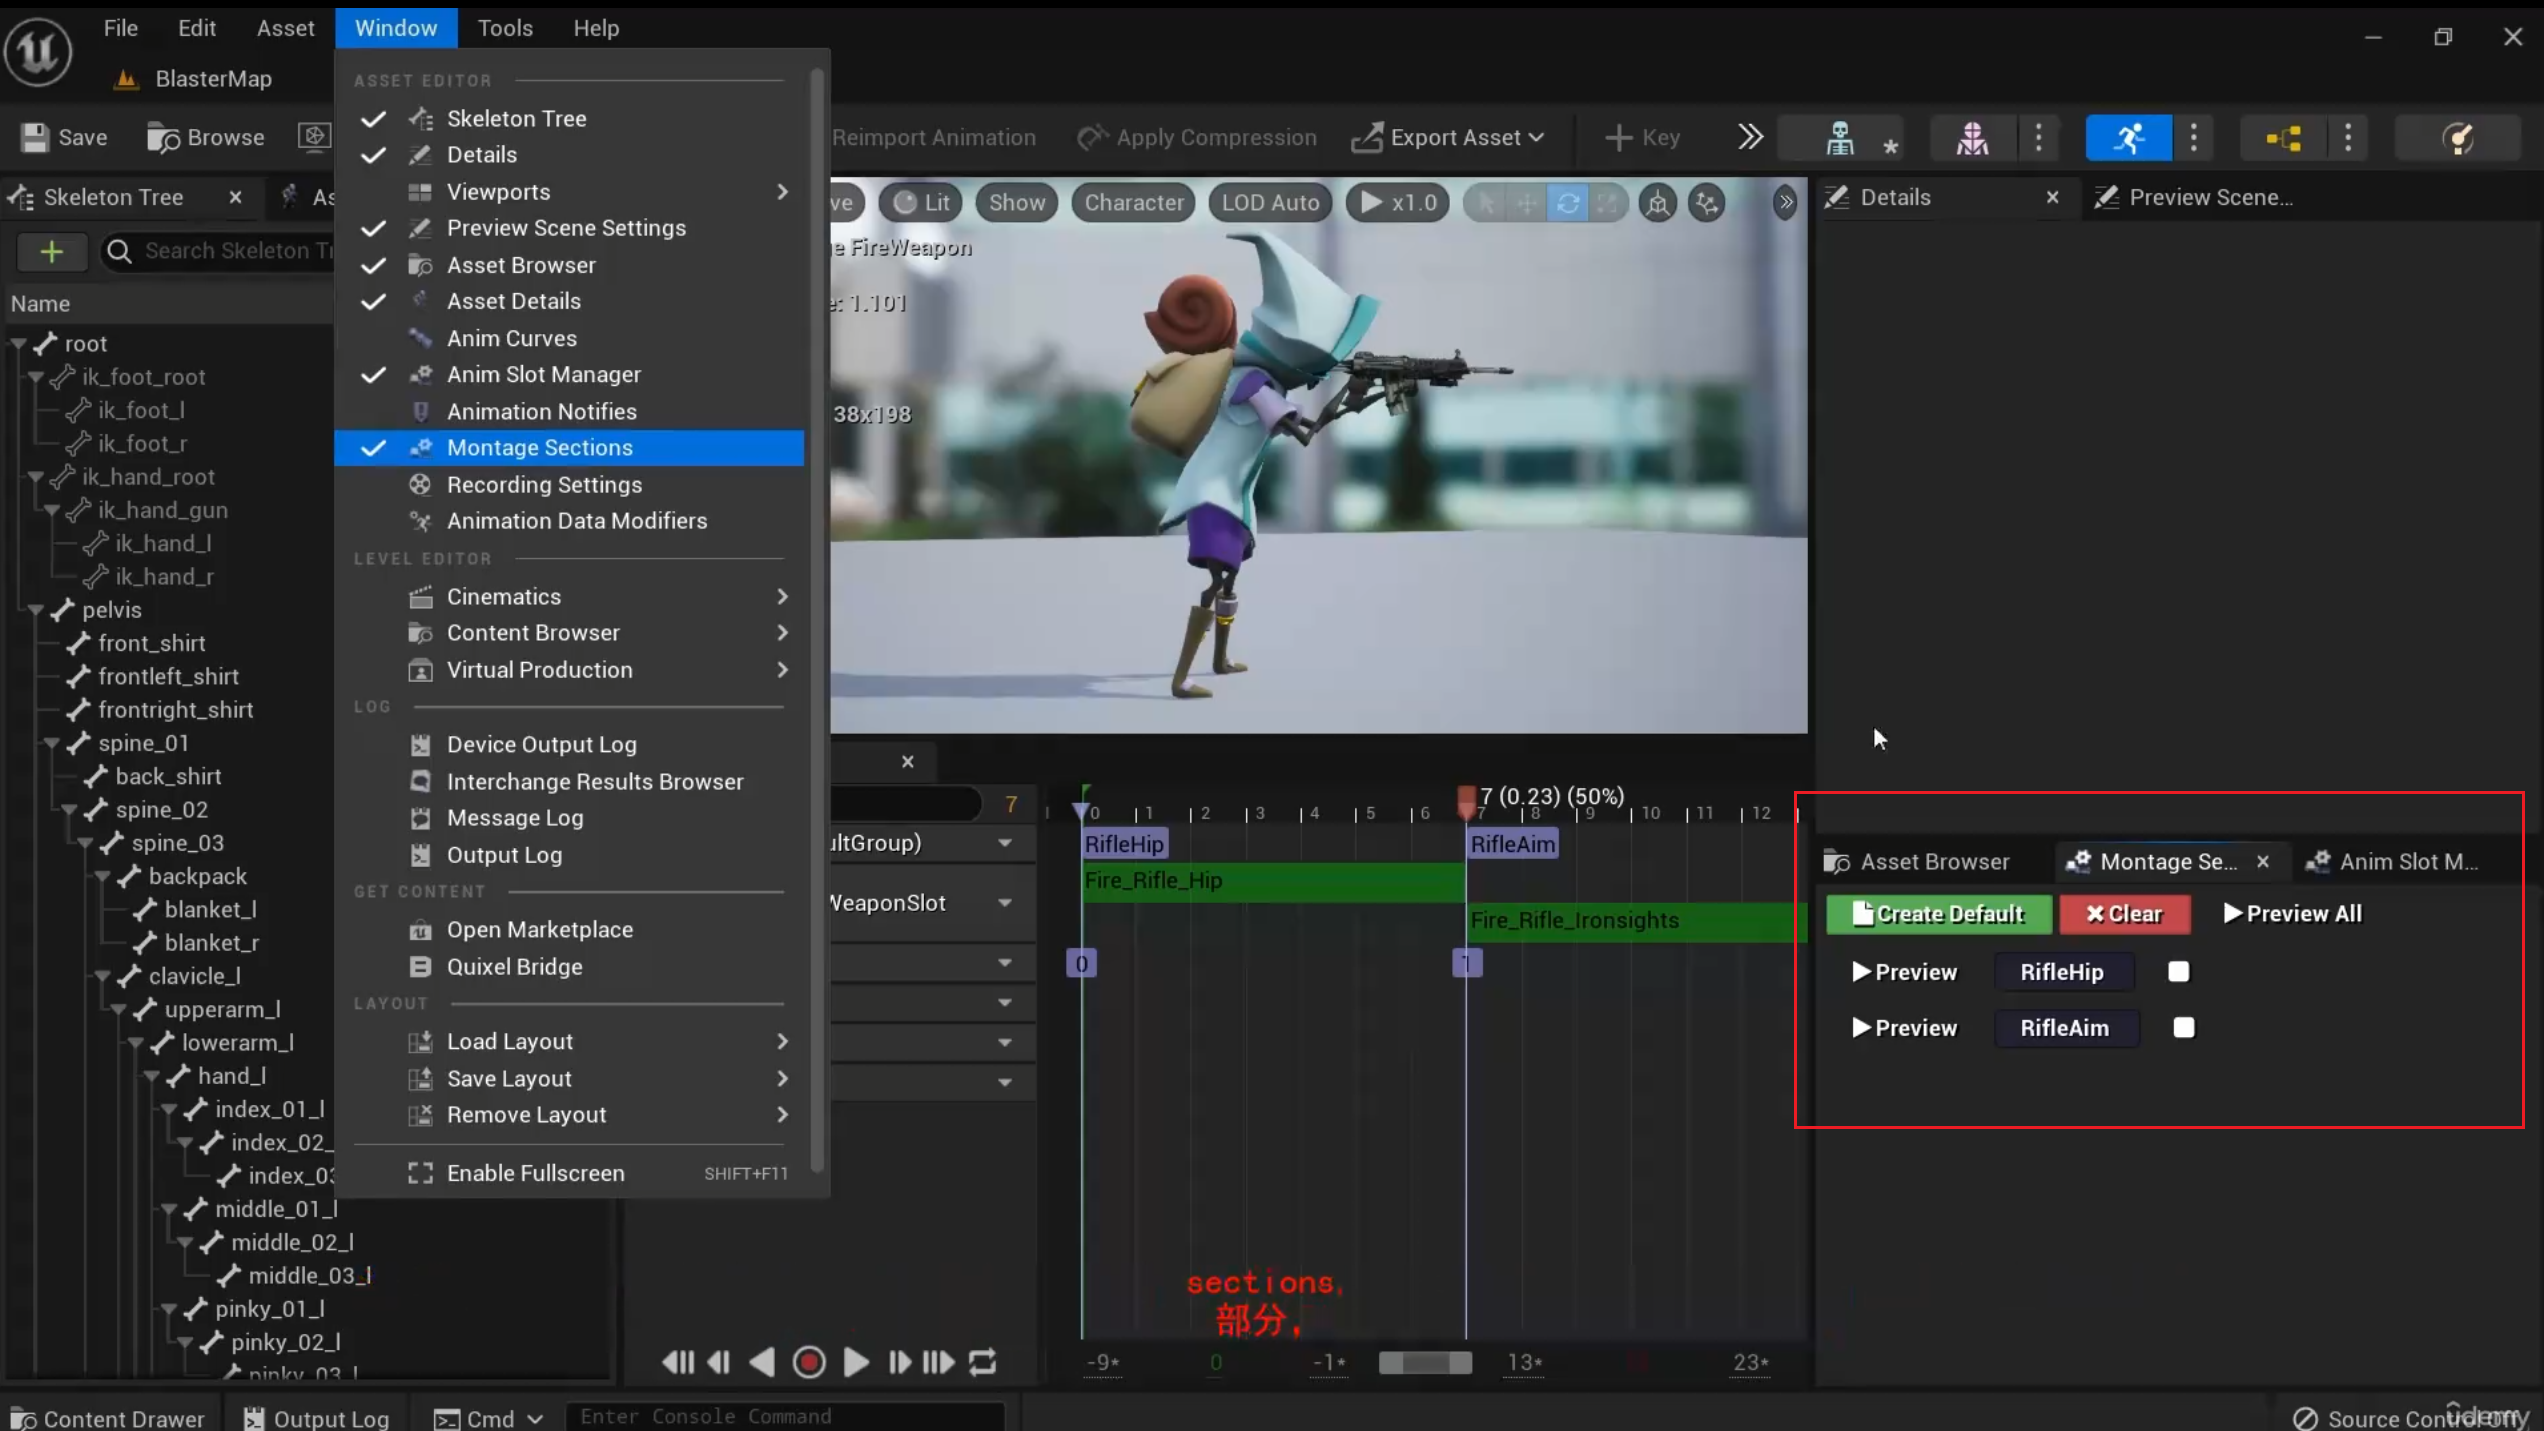 File Edit Asset Window Tools Help
BlasterMap
Save Browse Reimport Animation Apply Compression Export Asset Key
Skeleton Tree As
Search Skeleton Tr
Name
root
ik_foot_root
ik_foot_l
ik_foot_r
ik_hand_root
ik_hand_gun
ik_hand_l
ik_hand_r
pelvis
front_shirt
frontleft_shirt
frontright_shirt
spine_01
back_shirt
spine_02
spine_03
backpack
blanket_l
blanket_r
clavicle_l
upperarm_l
lowerarm_l
hand_l
index_01_l
index_02_
index_03
middle_01_l
middle_02_l
middle_03_l
pinky_01_l
pinky_02_l
pinky_03_l
ASSET EDITOR
Skeleton Tree
Details
Viewports
Preview Scene Settings
Asset Browser
Asset Details
Anim Curves
Anim Slot Manager
Animation Notifies
Montage Sections
Recording Settings
Animation Data Modifiers
LEVEL EDITOR
Cinematics
Content Browser
Virtual Production
LOG
Device Output Log
Interchange Results Browser
Message Log
Output Log
GET CONTENT
Open Marketplace
Quixel Bridge
LAYOUT
Load Layout
Save Layout
Remove Layout
Enable Fullscreen SHIFT+F11
ve Lit Show Character LOD Auto x1.0
e FireWeapon
e: 1.101
38x198
7
ultGroup)
WeaponSlot
7 (0.23) (50%)
0 1 2 3 4 5 6 7 8 9 10 11 12
RifleHip RifleAim
Fire_Rifle_Hip
Fire_Rifle_Ironsights
0 1
sections,
部分，
-9* 0 -1* 13* 23*
Details Preview Scene...
Asset Browser Montage Se... Anim Slot M...
Create Default Clear Preview All
Preview RifleHip
Preview RifleAim
Content Drawer Output Log Cmd Enter Console Command Source Control Off
udemy